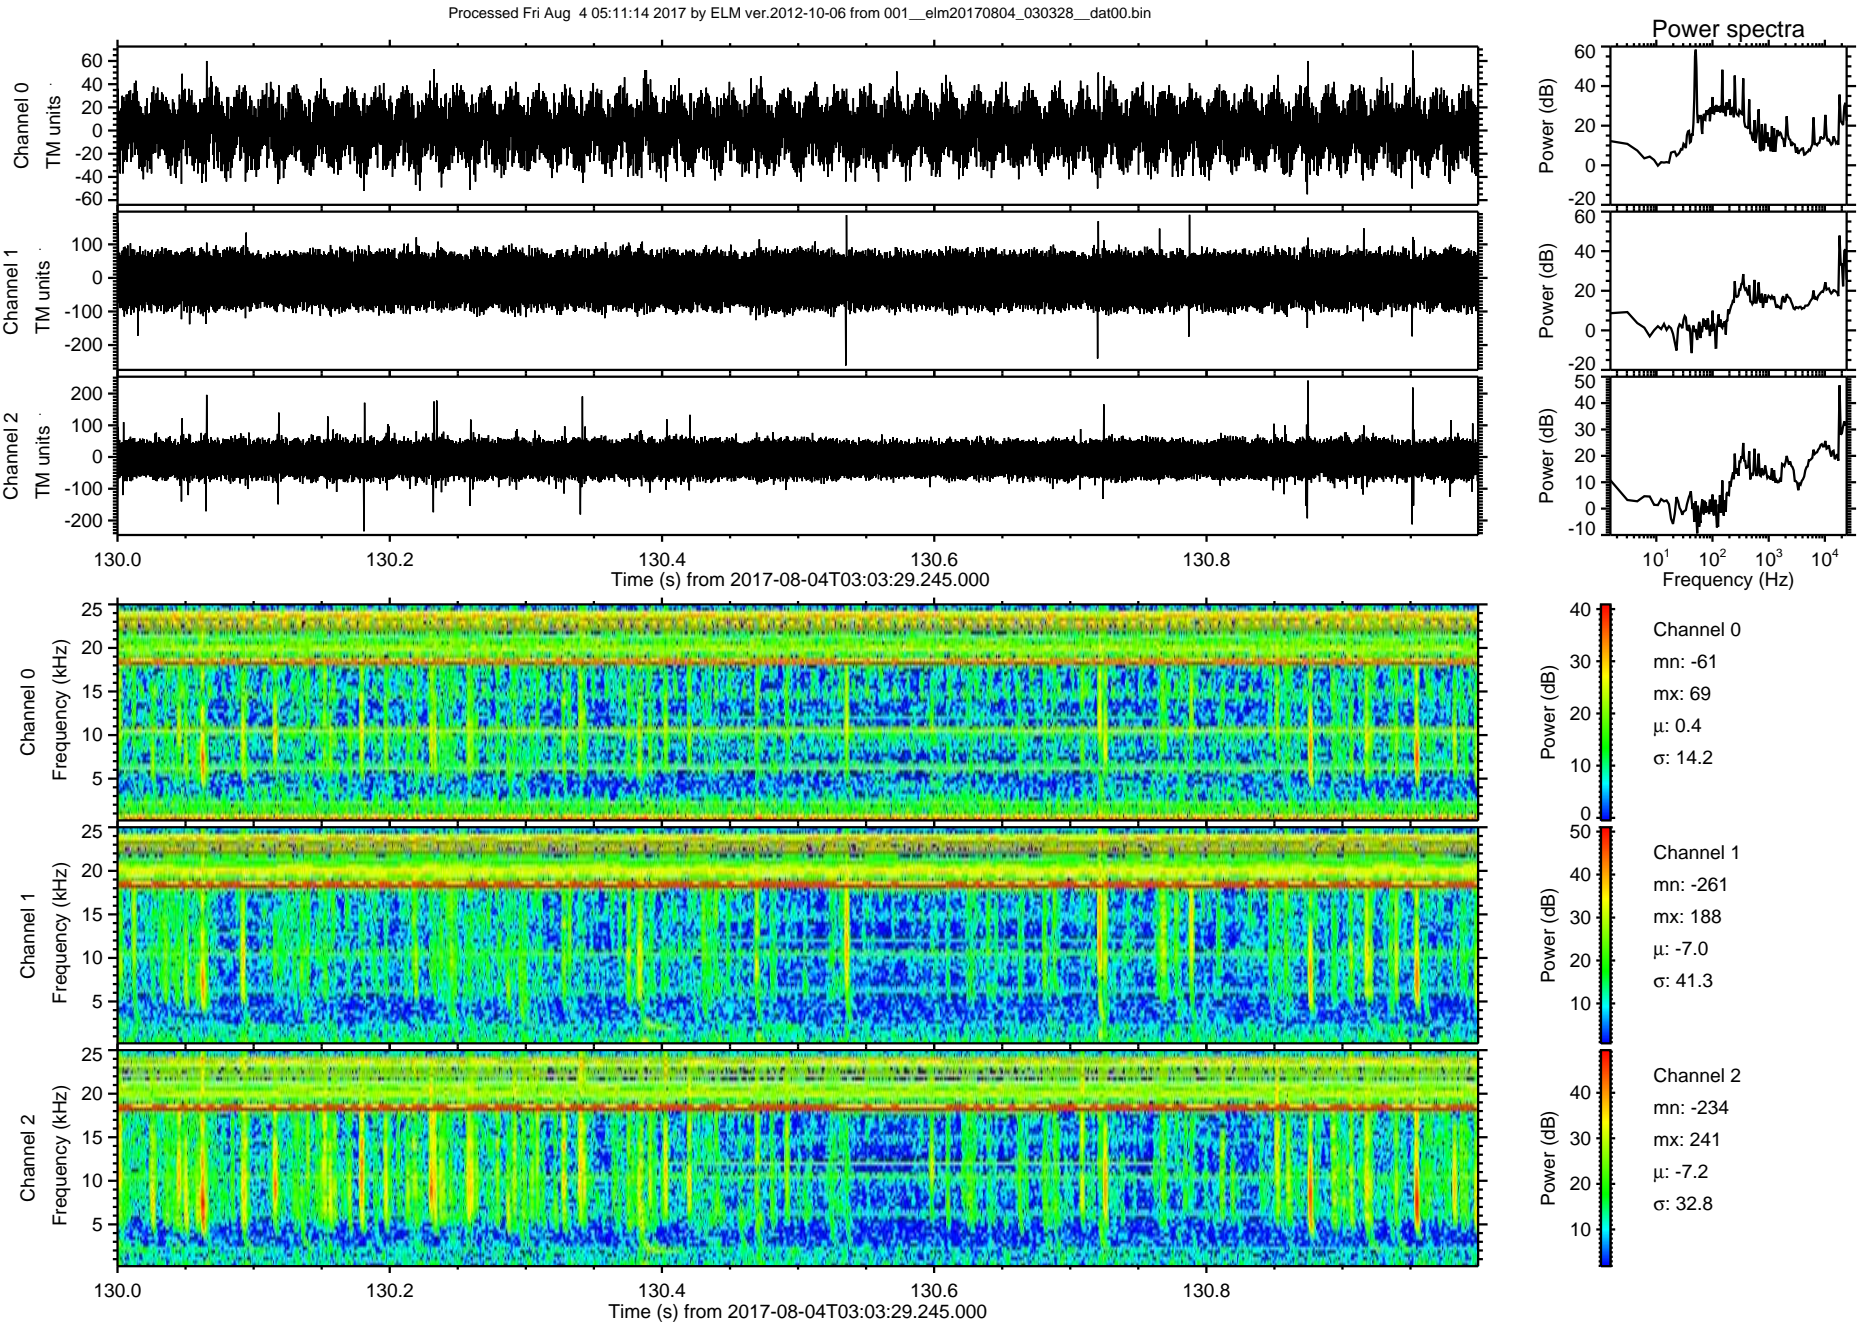 Processed Fri Aug  4 05:11:14 2017 by ELM ver.2012-10-06 from 001__elm20170804_030328__dat00.bin
Power spectra
Channel 0
TM units
60
40
20
0
-20
-40
-60
Power (dB)
60
40
20
0
-20
Channel 1
TM units
100
0
-100
-200
Power (dB)
60
40
20
0
-20
Channel 2
TM units
200
100
0
-100
-200
Power (dB)
50
40
30
20
10
0
-10
130.0 130.2 130.4 130.6 130.8
Time (s) from 2017-08-04T03:03:29.245.000
10^1 10^2 10^3 10^4
Frequency (Hz)
Channel 0
Frequency (kHz)
25
20
15
10
5
Power (dB)
40
30
20
10
0
Channel 0
mn: -61
mx: 69
μ: 0.4
σ: 14.2
Channel 1
Frequency (kHz)
25
20
15
10
5
Power (dB)
50
40
30
20
10
Channel 1
mn: -261
mx: 188
μ: -7.0
σ: 41.3
Channel 2
Frequency (kHz)
25
20
15
10
5
Power (dB)
40
30
20
10
Channel 2
mn: -234
mx: 241
μ: -7.2
σ: 32.8
130.0 130.2 130.4 130.6 130.8
Time (s) from 2017-08-04T03:03:29.245.000